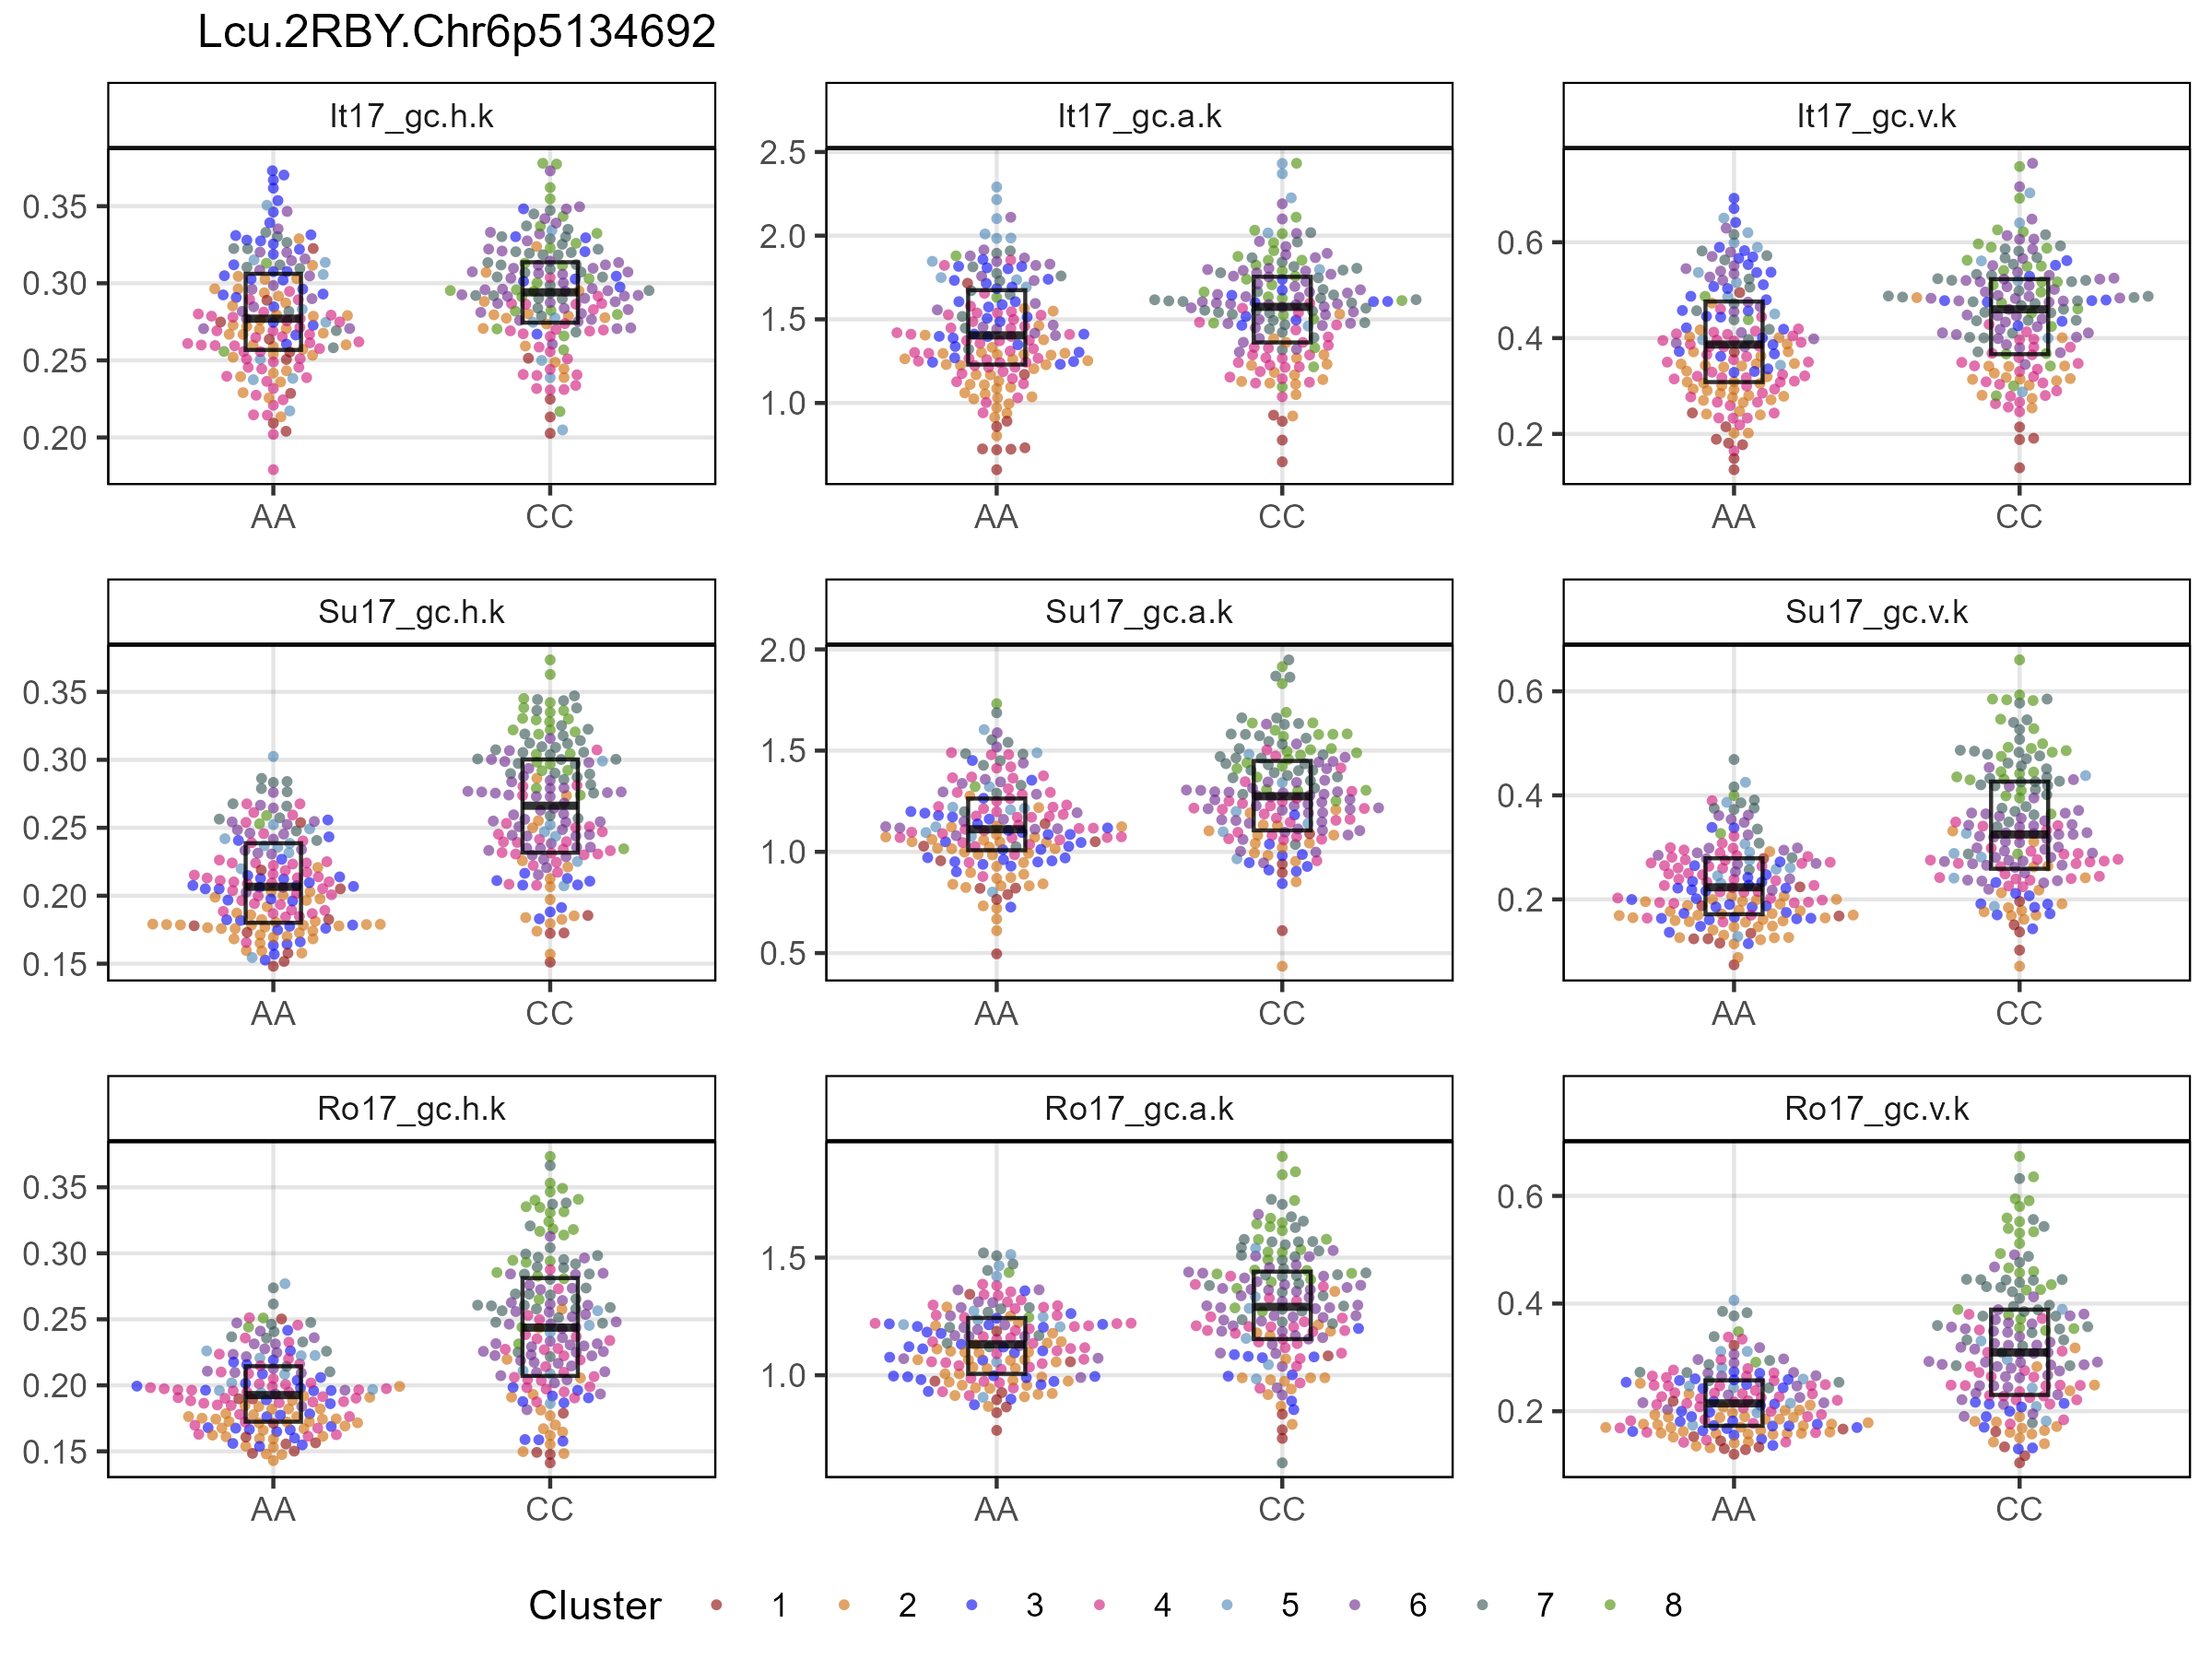 Lcu.2RBY.Chr6p5134692
It17_gc.h.k
It17_gc.a.k
It17_gc.v.k
0.35
0.30
0.25
0.20
AA CC
2.5
2.0
1.5
1.0
AA CC
0.6
0.4
0.2
AA CC
Su17_gc.h.k
Su17_gc.a.k
Su17_gc.v.k
0.35
0.30
0.25
0.20
0.15
AA CC
2.0
1.5
1.0
0.5
AA CC
0.6
0.4
0.2
AA CC
Ro17_gc.h.k
Ro17_gc.a.k
Ro17_gc.v.k
0.35
0.30
0.25
0.20
0.15
AA CC
1.5
1.0
AA CC
0.6
0.4
0.2
AA CC
Cluster 1 2 3 4 5 6 7 8